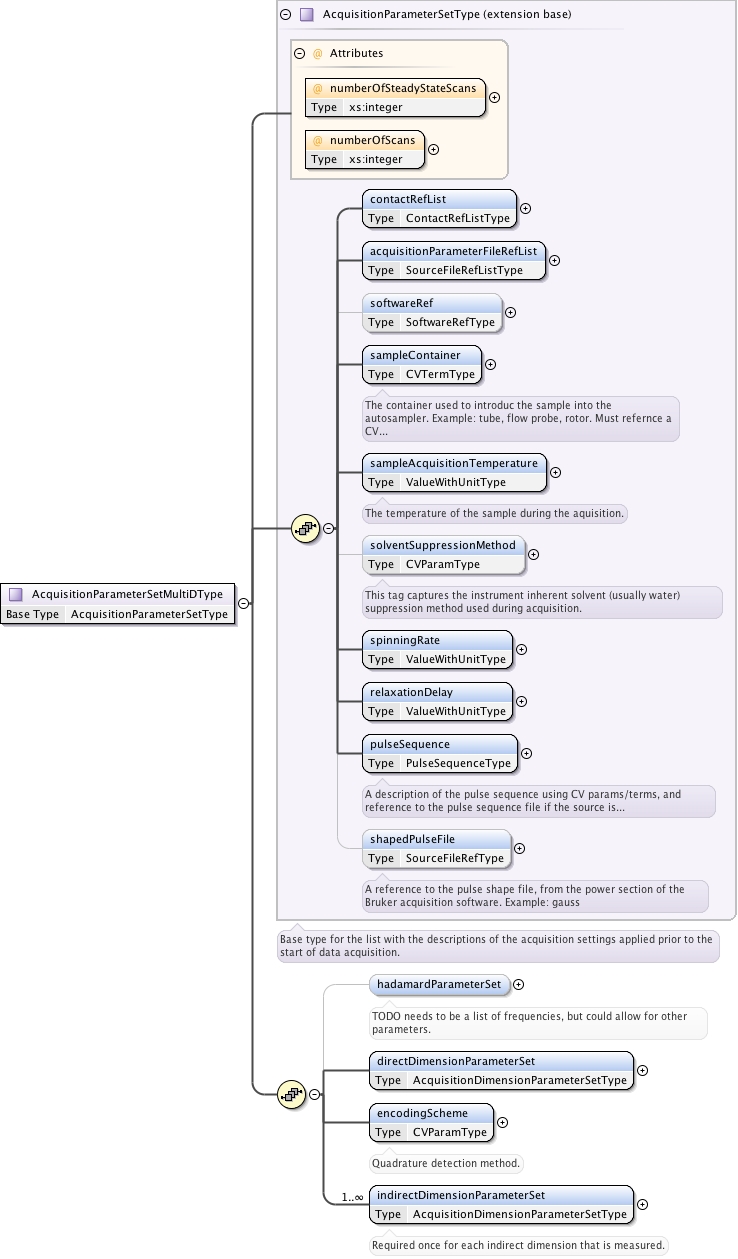 AcquisitionParameterSetType (extension base)
@ Attributes
@ numberOfSteadyStateScans
Type xs:integer
@ numberOfScans
Type xs:integer
contactRefList
Type ContactRefListType
acquisitionParameterFileRefList
Type SourceFileRefListType
softwareRef
Type SoftwareRefType
sampleContainer
Type CVTermType
The container used to introduc the sample into the
autosampler. Example: tube, flow probe, rotor. Must refernce a
CV...
sampleAcquisitionTemperature
Type ValueWithUnitType
The temperature of the sample during the aquisition.
solventSuppressionMethod
Type CVParamType
This tag captures the instrument inherent solvent (usually water)
suppression method used during acquisition.
AcquisitionParameterSetMultiDType
Base Type AcquisitionParameterSetType
spinningRate
Type ValueWithUnitType
relaxationDelay
Type ValueWithUnitType
pulseSequence
Type PulseSequenceType
A description of the pulse sequence using CV params/terms, and
reference to the pulse sequence file if the source is...
shapedPulseFile
Type SourceFileRefType
A reference to the pulse shape file, from the power section of the
Bruker acquisition software. Example: gauss
Base type for the list with the descriptions of the acquisition settings applied prior to the
start of data acquisition.
hadamardParameterSet
TODO needs to be a list of frequencies, but could allow for other
parameters.
directDimensionParameterSet
Type AcquisitionDimensionParameterSetType
encodingScheme
Type CVParamType
Quadrature detection method.
1..∞
indirectDimensionParameterSet
Type AcquisitionDimensionParameterSetType
Required once for each indirect dimension that is measured.